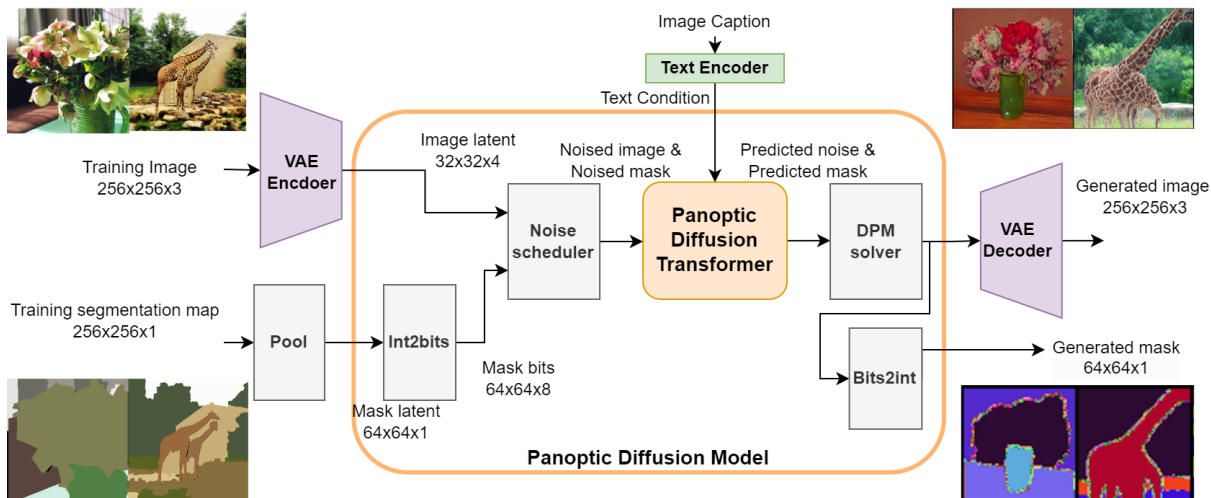 Image Caption
Text Encoder
Text Condition
Training Image
256x256x3
VAE
Encdoer
Image latent
32x32x4
Noised image &
Noised mask
Predicted noise &
Predicted mask
Generated image
256x256x3
Noise
scheduler
Panoptic
Diffusion
Transformer
DPM
solver
VAE
Decoder
Training segmentation map
256x256x1
Pool
Int2bits
Mask bits
64x64x8
Mask latent
64x64x1
Bits2int
Generated mask
64x64x1
Panoptic Diffusion Model